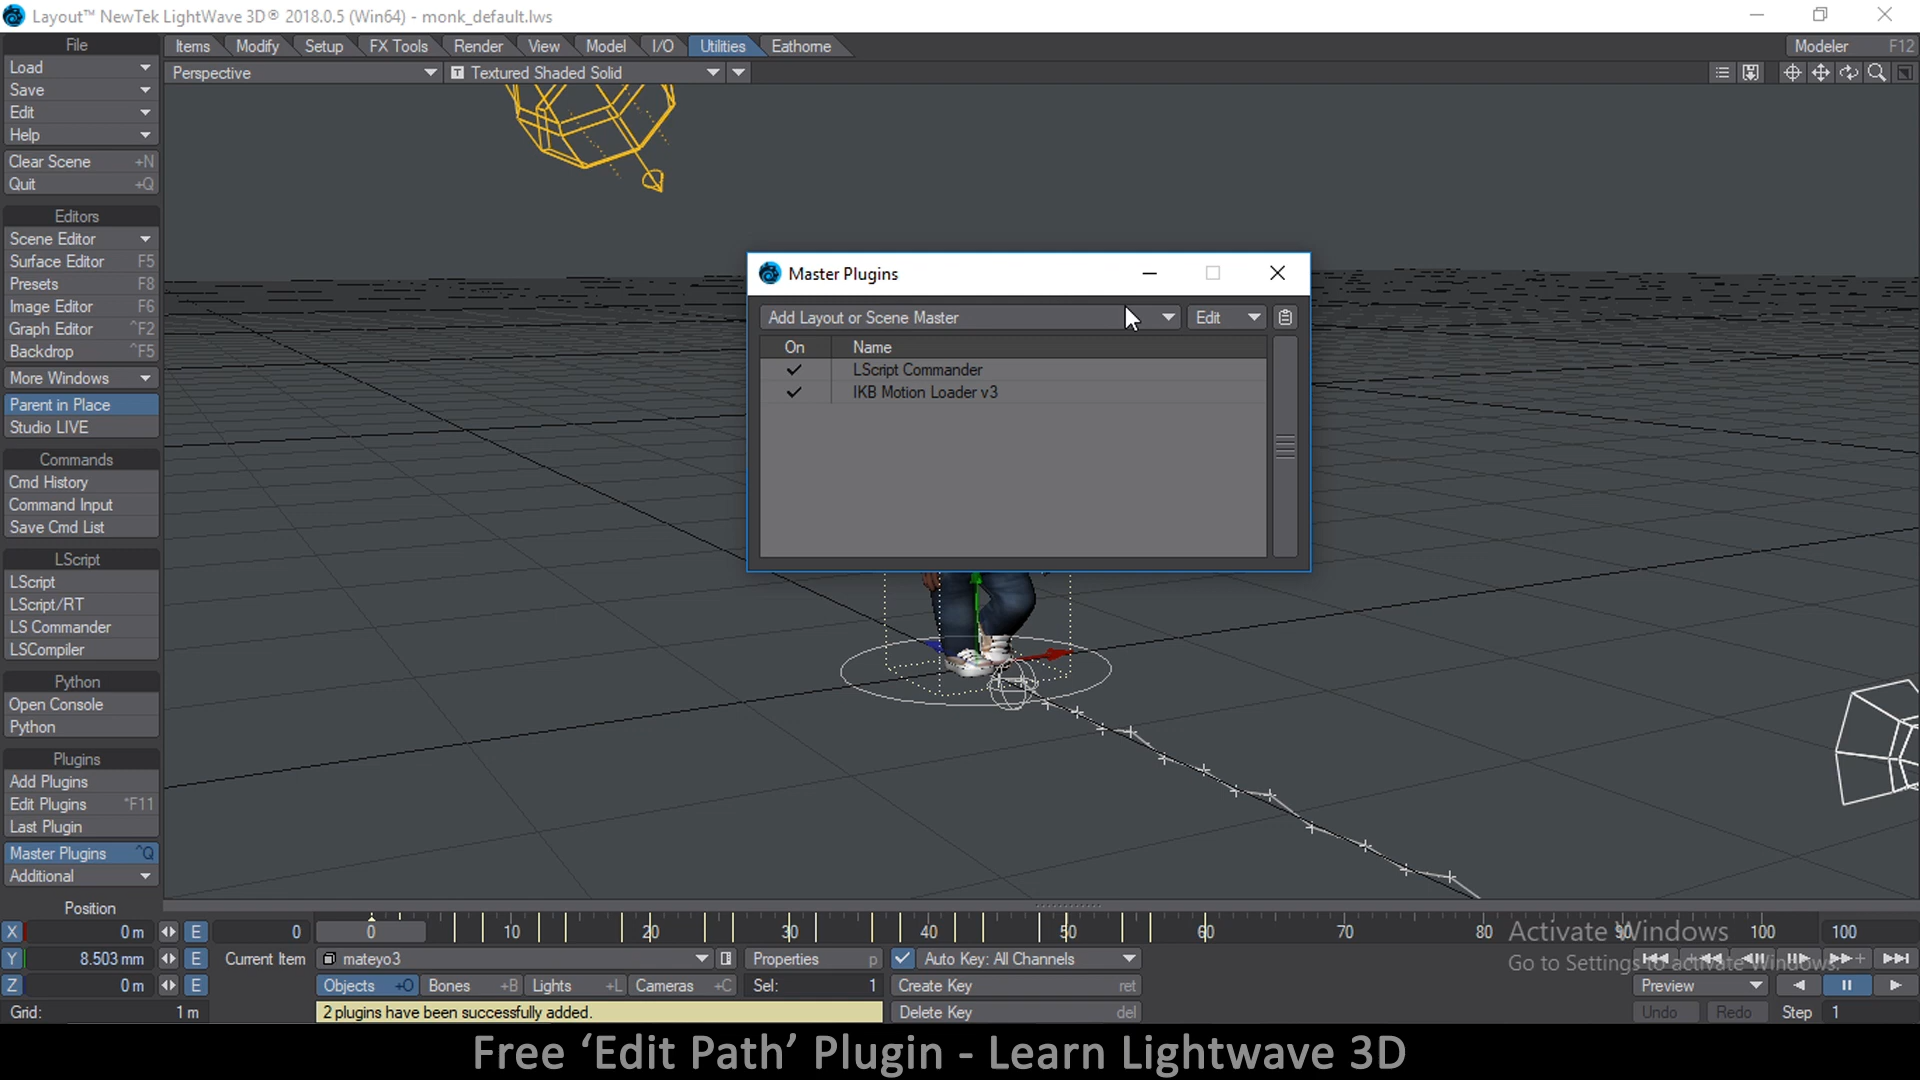 Layout™ NewTek LightWave 3D® 2018.0.5 (Win64) - monk_default.lws
File Items Modify Setup FX Tools Render View Model I/O Utilities Eathome Modeler F12
Load Perspective T Textured Shaded Solid
Save
Edit
Help
Clear Scene +N
Quit +Q
Editors
Scene Editor
Surface Editor F5
Presets F8
Image Editor F6
Graph Editor ^F2
Backdrop ^F5
More Windows
Parent in Place
Studio LIVE
Commands
Cmd History
Command Input
Save Cmd List
LScript
LScript
LScript/RT
LS Commander
LSCompiler
Python
Open Console
Python
Plugins
Add Plugins
Edit Plugins *F11
Last Plugin
Master Plugins ^Q
Additional
Master Plugins
Add Layout or Scene Master Edit
On Name
LScript Commander
IKB Motion Loader v3
Position
X 0 m E 0 0 10 20 30 40 50 60 70 80 90 100 100
Y 8.503 mm E Current Item mateyo3 Properties p Auto Key: All Channels
Z 0 m E Objects +O Bones +B Lights +L Cameras +C Sel: 1 Create Key ret Preview
Grid: 1 m 2 plugins have been successfully added. Delete Key del Undo Redo Step 1
Activate Windows
Go to Settings to activate Windows.
Free ‘Edit Path’ Plugin - Learn Lightwave 3D